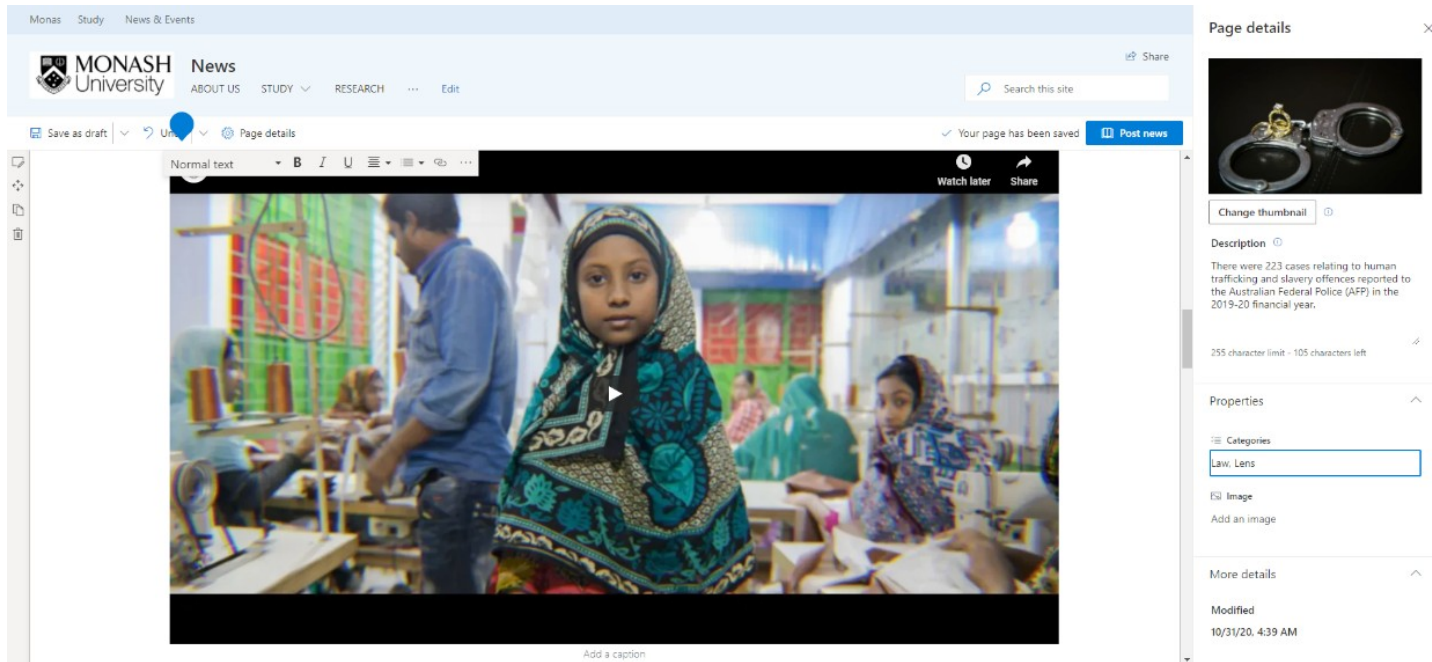 Monas Study News & Events
MONASH
University
News
ABOUT US STUDY RESEARCH ... Edit
Share
Search this site
Save as draft
Page details
Your page has been saved
Post news
Normal text B I U ...
Watch later Share
Add a caption
Page details
Change thumbnail
Description
There were 223 cases relating to human
trafficking and slavery offences reported to
the Australian Federal Police (AFP) in the
2019-20 financial year.
255 character limit - 105 characters left
Properties
Categories
Law, Lens
Image
Add an image
More details
Modified
10/31/20, 4:39 AM